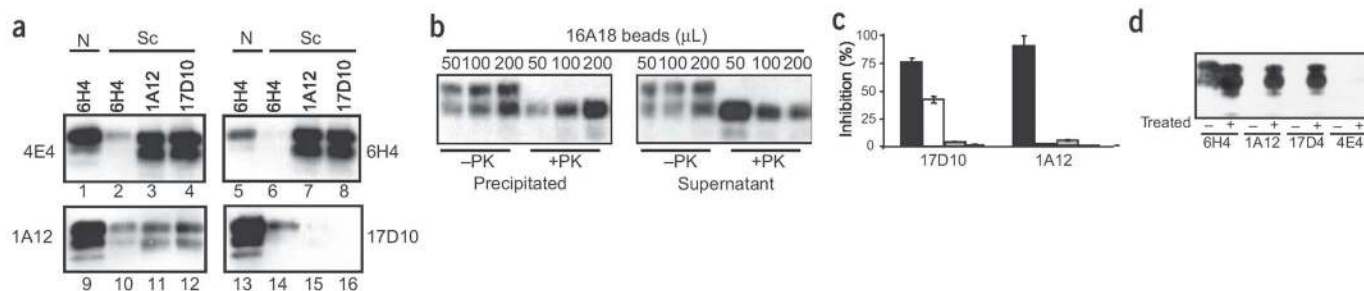 a
N Sc N Sc
6H4 6H4 1A12 17D10 6H4 6H4 1A12 17D10
4E4 6H4
1 2 3 4 5 6 7 8
1A12 17D10
9 10 11 12 13 14 15 16
b
16A18 beads (μL)
50 100 200 50 100 200 50 100 200 50 100 200
–PK +PK –PK +PK
Precipitated Supernatant
c
Inhibition (%)
100
75
50
25
0
17D10 1A12
d
Treated – + – + – + – +
6H4 1A12 17D4 4E4